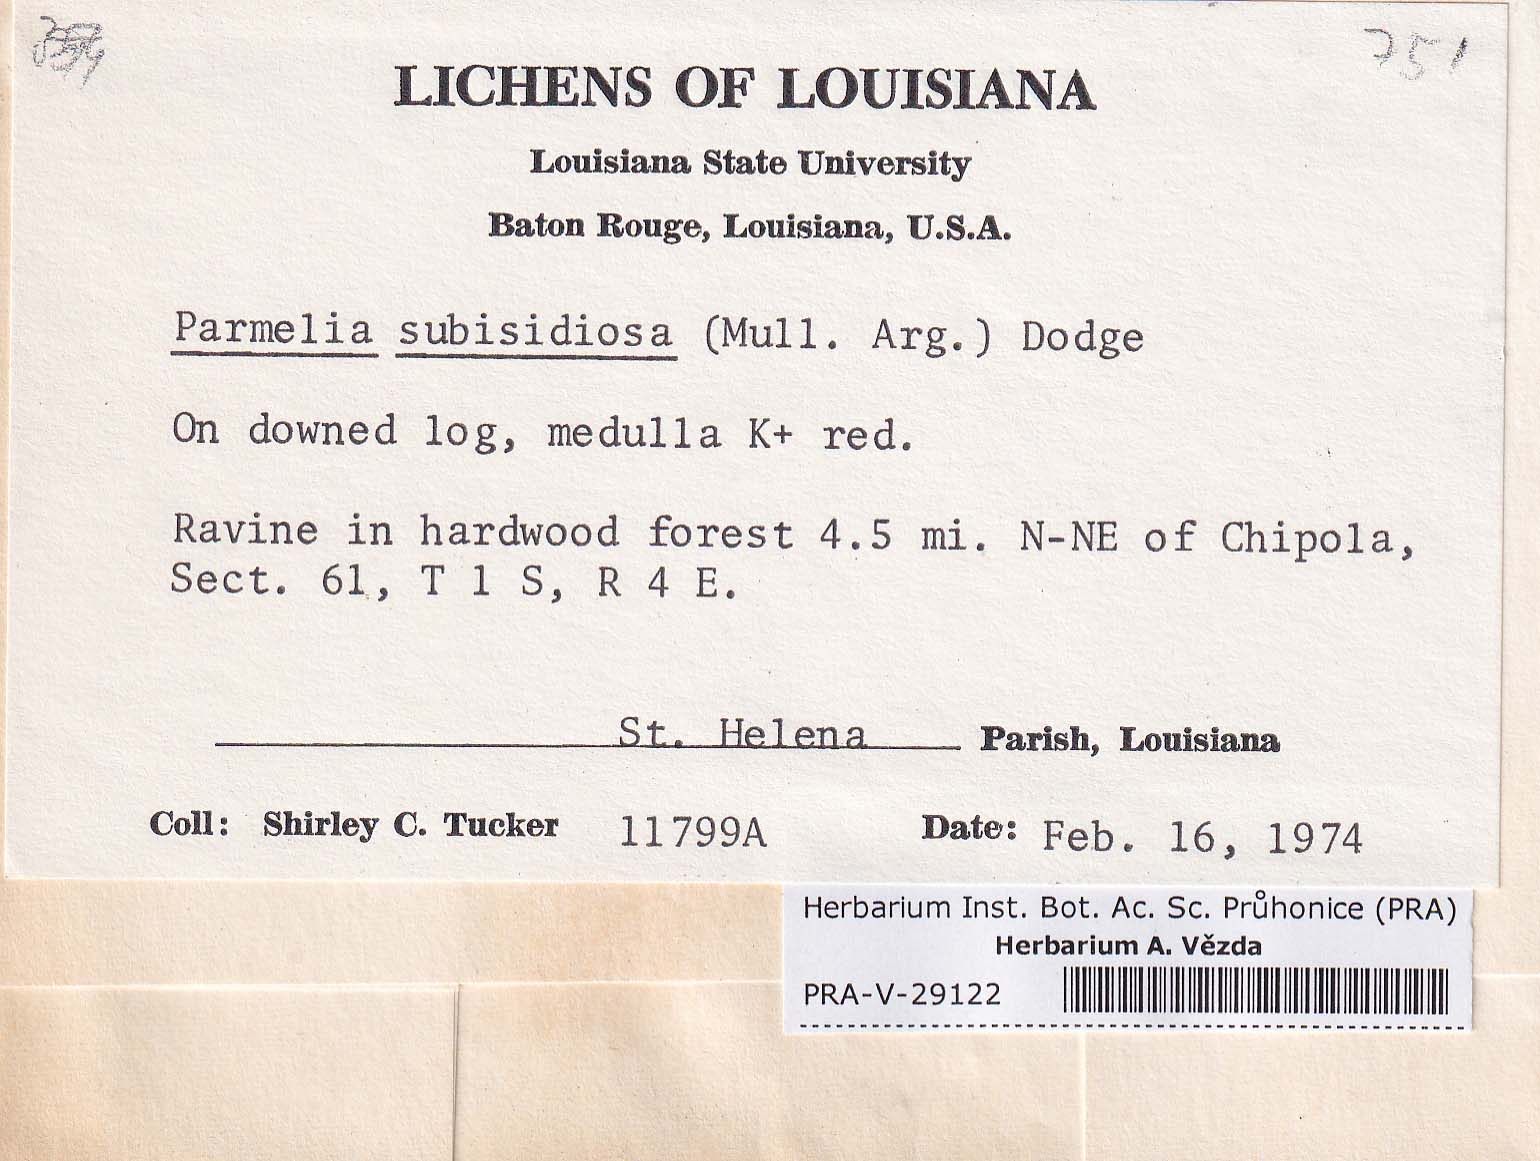 751
LICHENS OF LOUISIANA
Louisiana State University
Baton Rouge, Louisiana, U.S.A.
Parmelia subisidiosa (Mull. Arg.) Dodge
On downed log, medulla K+ red.
Ravine in hardwood forest 4.5 mi. N-NE of Chipola,
Sect. 61, T 1 S, R 4 E.
St. Helena Parish, Louisiana
Coll: Shirley C. Tucker 11799A Date: Feb. 16, 1974
Herbarium Inst. Bot. Ac. Sc. Průhonice (PRA)
Herbarium A. Vězda
PRA-V-29122